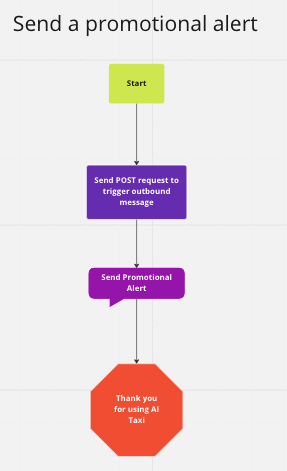 Send a promotional alert
Start
Send POST request to
trigger outbound
message
Send Promotional
Alert
Thank you
for using AI
Taxi